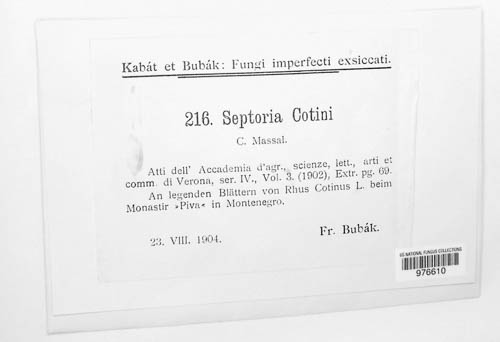 Kabát et Bubák: Fungi imperfecti exsiccati.
216. Septoria Cotini
C. Massal.
Atti dell' Accademia d'agr., scienze, lett., arti et
comm. di Verona, ser. IV., Vol. 3. (1902), Extr. pg. 69.
An legenden Blättern von Rhus Cotinus L. beim
Monastir »Piva« in Montenegro.
23. VIII. 1904.
Fr. Bubák.
US NATIONAL FUNGUS COLLECTIONS
976610